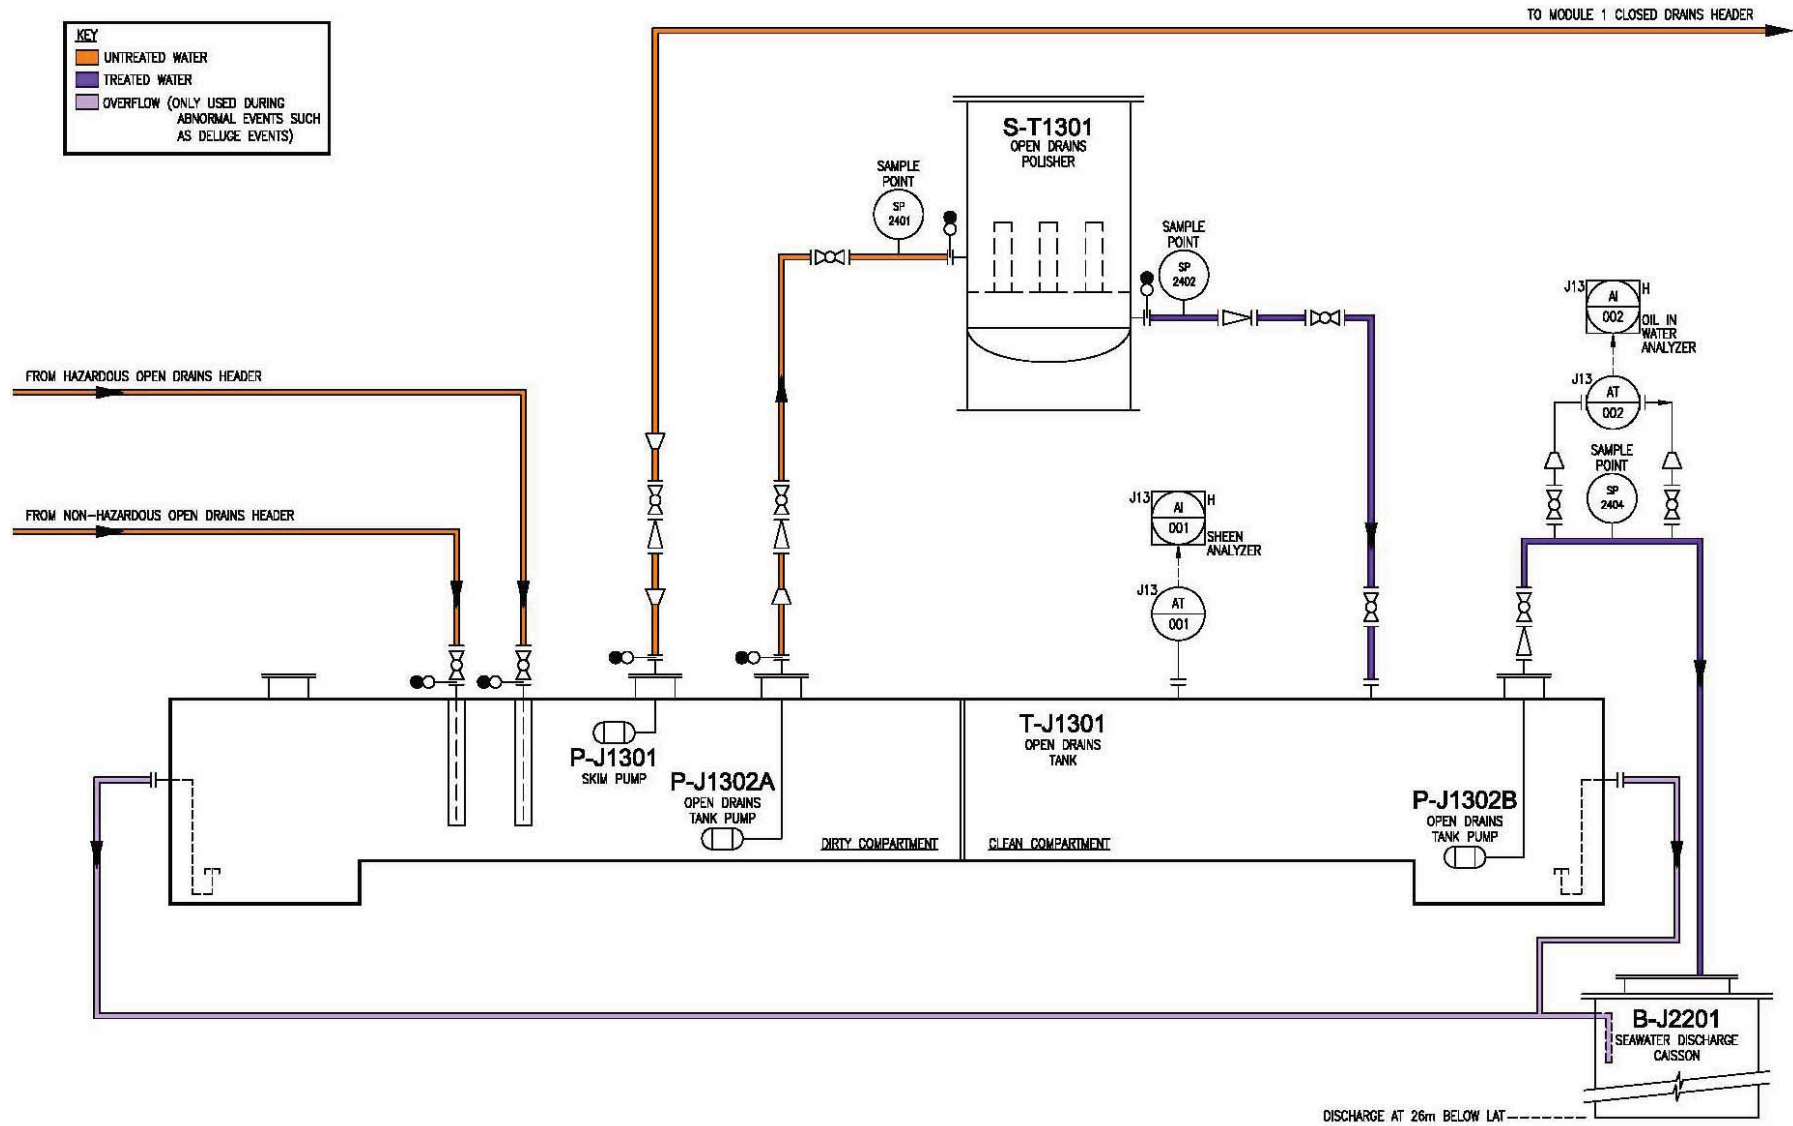 TO MODULE 1 CLOSED DRAINS HEADER
KEY
UNTREATED WATER
TREATED WATER
OVERFLOW (ONLY USED DURING
ABNORMAL EVENTS SUCH
AS DELUGE EVENTS)
S-T1301
OPEN DRAINS
POLISHER
SAMPLE
POINT
SP
2401
SAMPLE
POINT
SP
2402
J13
AI
002
H
OIL IN
WATER
ANALYZER
J13
AT
002
SAMPLE
POINT
SP
2404
FROM HAZARDOUS OPEN DRAINS HEADER
FROM NON-HAZARDOUS OPEN DRAINS HEADER
J13
AI
001
H
SHEEN
ANALYZER
J13
AT
001
P-J1301
SKIM PUMP
P-J1302A
OPEN DRAINS
TANK PUMP
T-J1301
OPEN DRAINS
TANK
P-J1302B
OPEN DRAINS
TANK PUMP
DIRTY COMPARTMENT
CLEAN COMPARTMENT
B-J2201
SEAWATER DISCHARGE
CAISSON
DISCHARGE AT 26m BELOW LAT